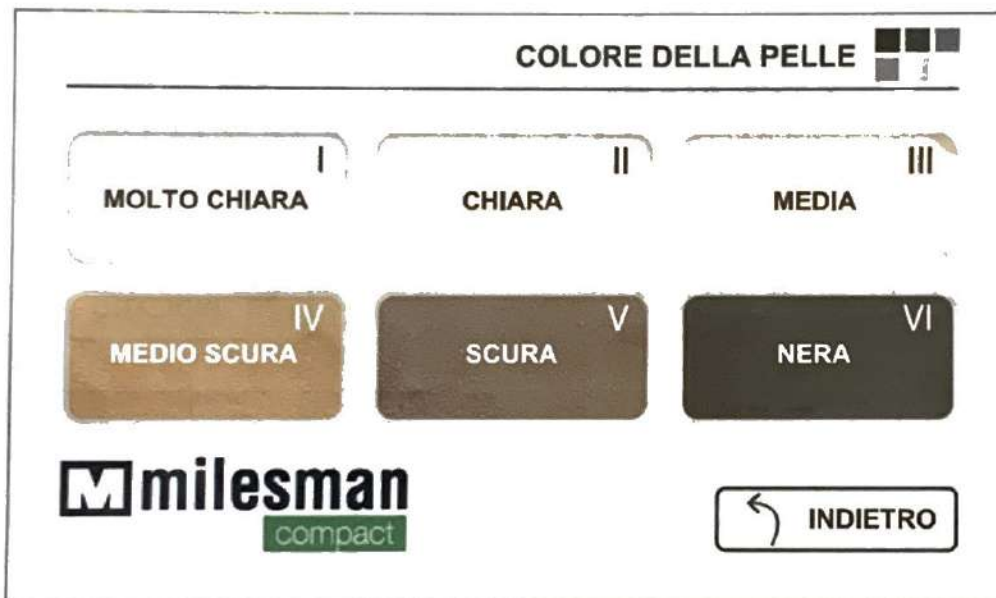 COLORE DELLA PELLE
I
MOLTO CHIARA
II
CHIARA
III
MEDIA
IV
MEDIO SCURA
V
SCURA
VI
NERA
M milesman
compact
INDIETRO